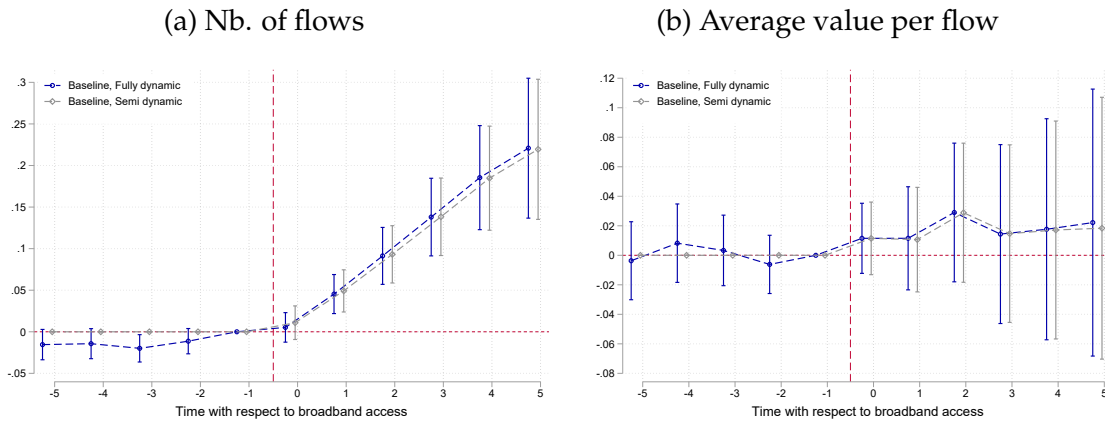 (a) Nb. of flows
Baseline, Fully dynamic
Baseline, Semi dynamic
.3
.2
.15
.1
.05
0
-.05
-5 -4 -3 -2 -1 0 1 2 3 4 5
Time with respect to broadband access
(b) Average value per flow
.12
.1
Baseline, Fully dynamic
Baseline, Semi dynamic
.08
.06
.04
.02
0
-.02
-.04
-.06
-.08
-5 -4 -3 -2 -1 0 1 2 3 4 5
Time with respect to broadband access